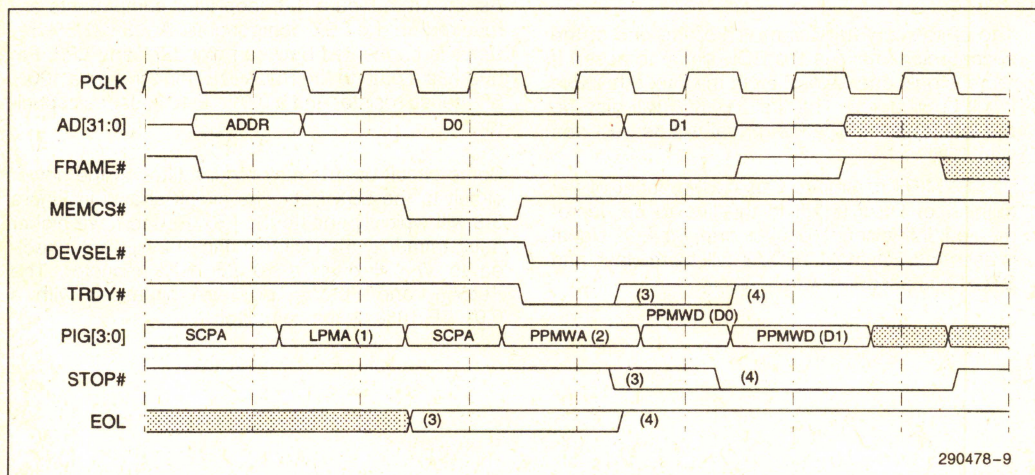 PCLK
AD[31:0] ADDR D0 D1
FRAME#
MEMCS#
DEVSEL#
TRDY# (3) (4)
PPMWD (D0)
PIG[3:0] SCPA LPMA (1) SCPA PPMWA (2) PPMWD (D1)
STOP# (3) (4)
EOL (3) (4)
290478-9